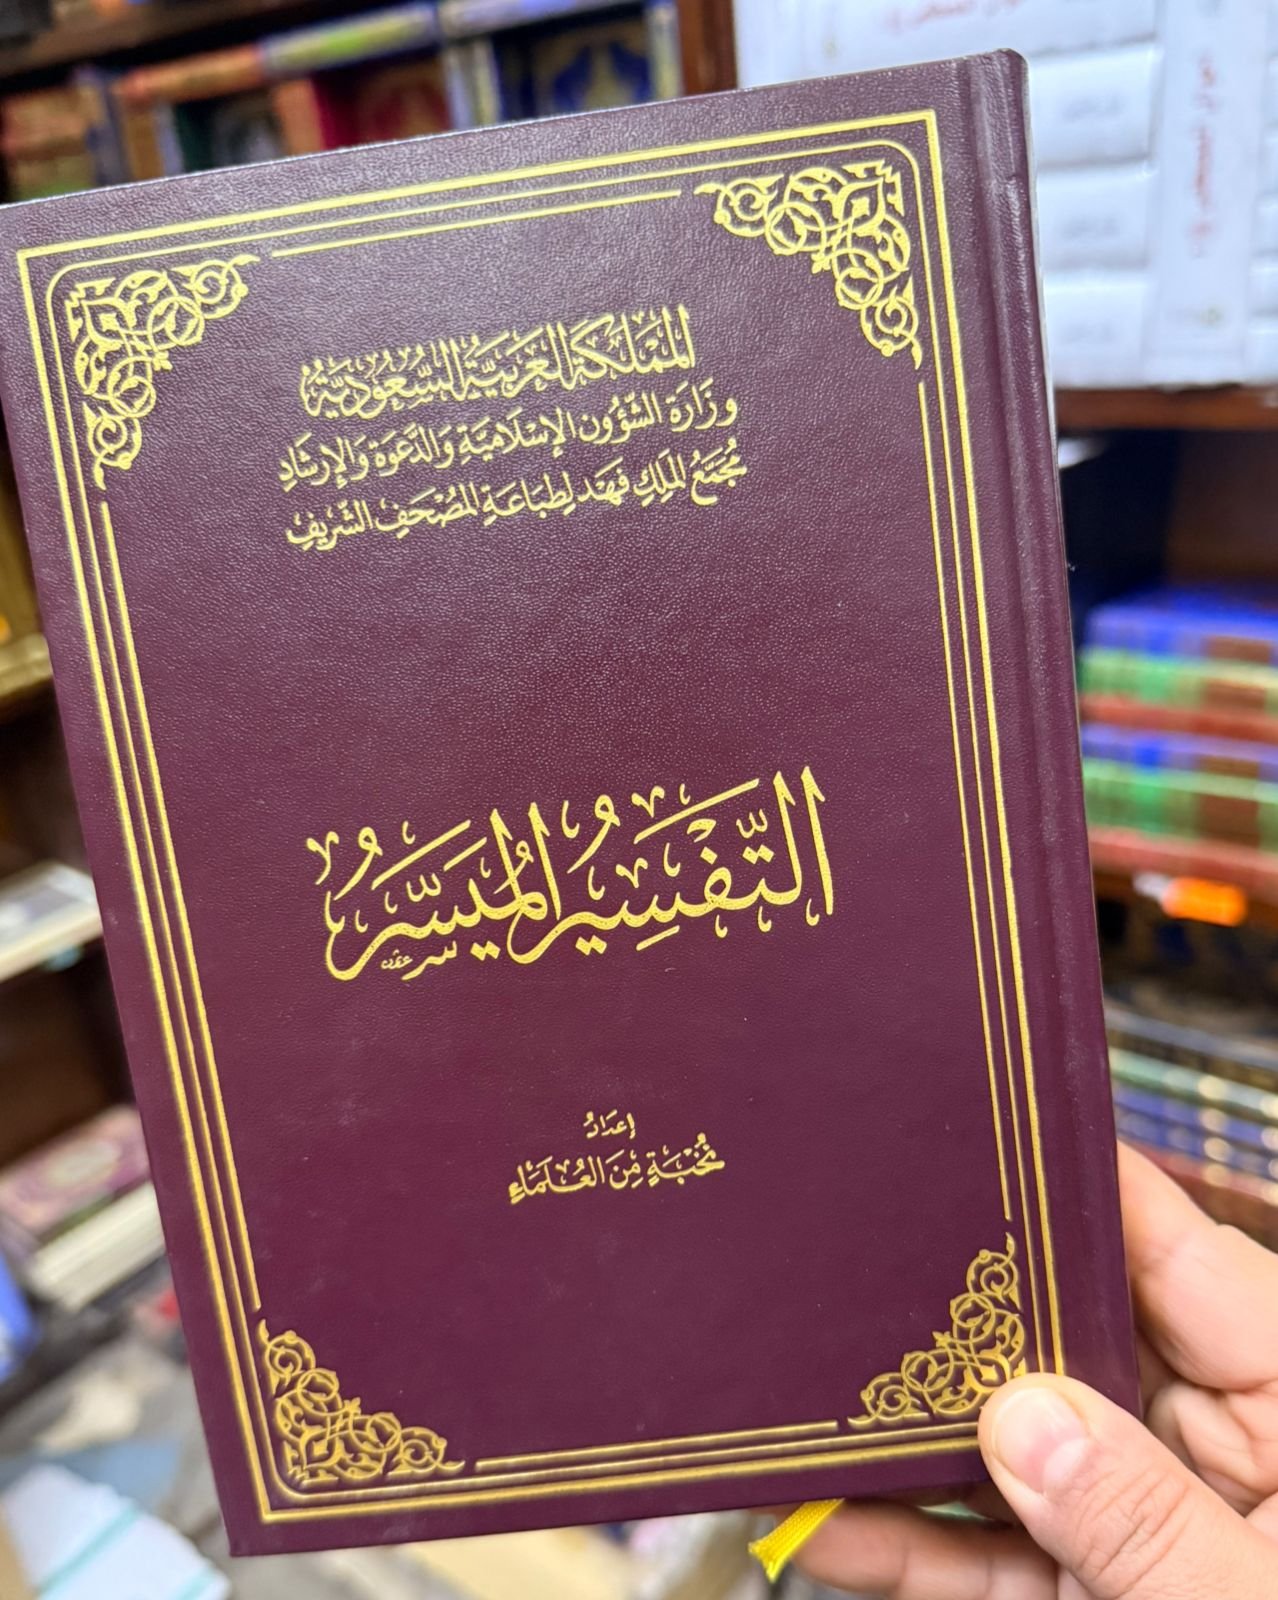 المملكة العربية السعودية
وزارة الشؤون الإسلامية والدعوة والإرشاد
مجمع الملك فهد لطباعة المصحف الشريف
التفسير الميسر
إعداد
نخبة من العلماء